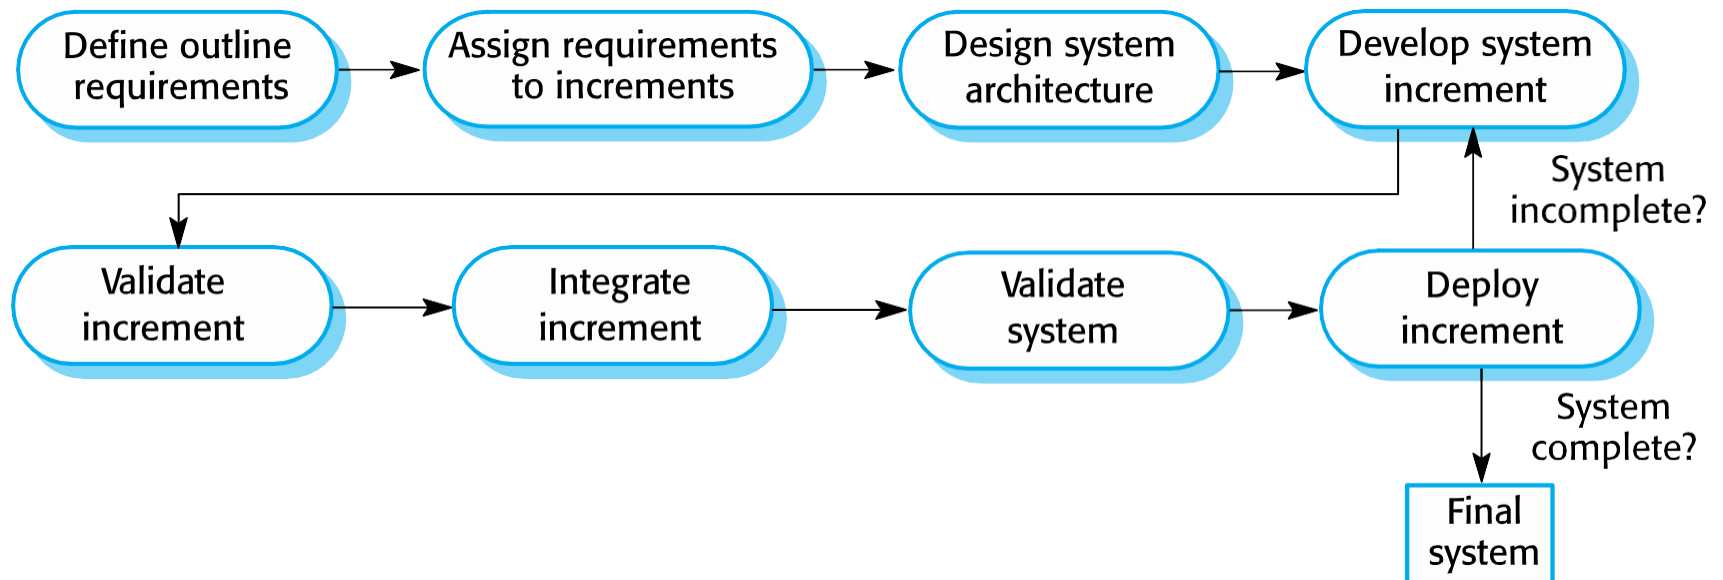 Define outline
requirements
Assign requirements
to increments
Design system
architecture
Develop system
increment
System
incomplete?
Validate
increment
Integrate
increment
Validate
system
Deploy
increment
System
complete?
Final
system